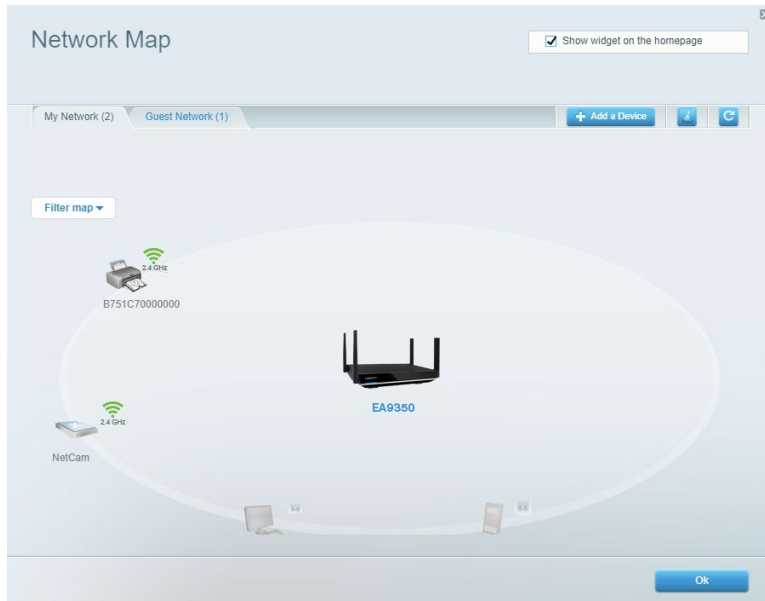 Network Map
Show widget on the homepage
My Network (2)
Guest Network (1)
Add a Device
Filter map
2.4 GHz
B751C70000000
EA9350
2.4 GHz
NetCam
Ok